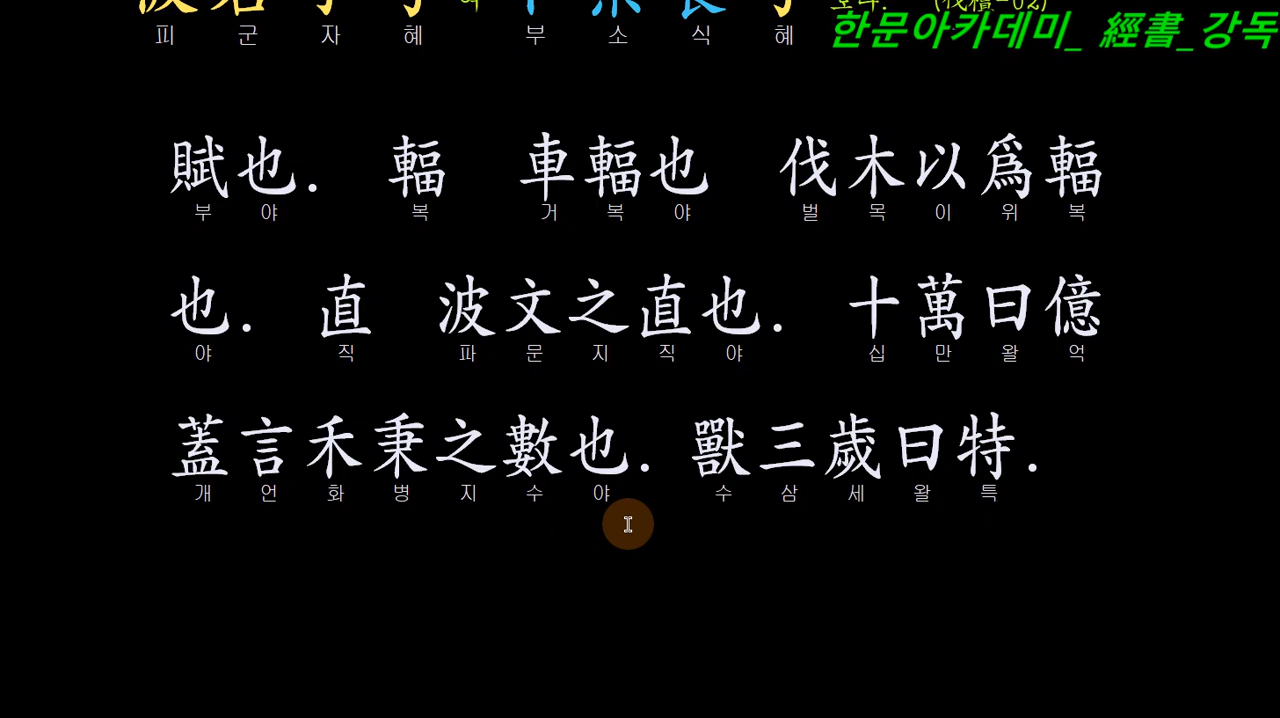 (伐檀-02)
피 군 자 혜 부 소 식 혜
한문아카데미_ 經書_강독
賦也. 輻 車輻也 伐木以爲輻
부 야 복 거 복 야 벌 목 이 위 복
也. 直 波文之直也. 十萬曰億
야 직 파 문 지 직 야 십 만 왈 억
蓋言禾秉之數也. 獸三歲曰特.
개 언 화 병 지 수 야 수 삼 세 왈 특